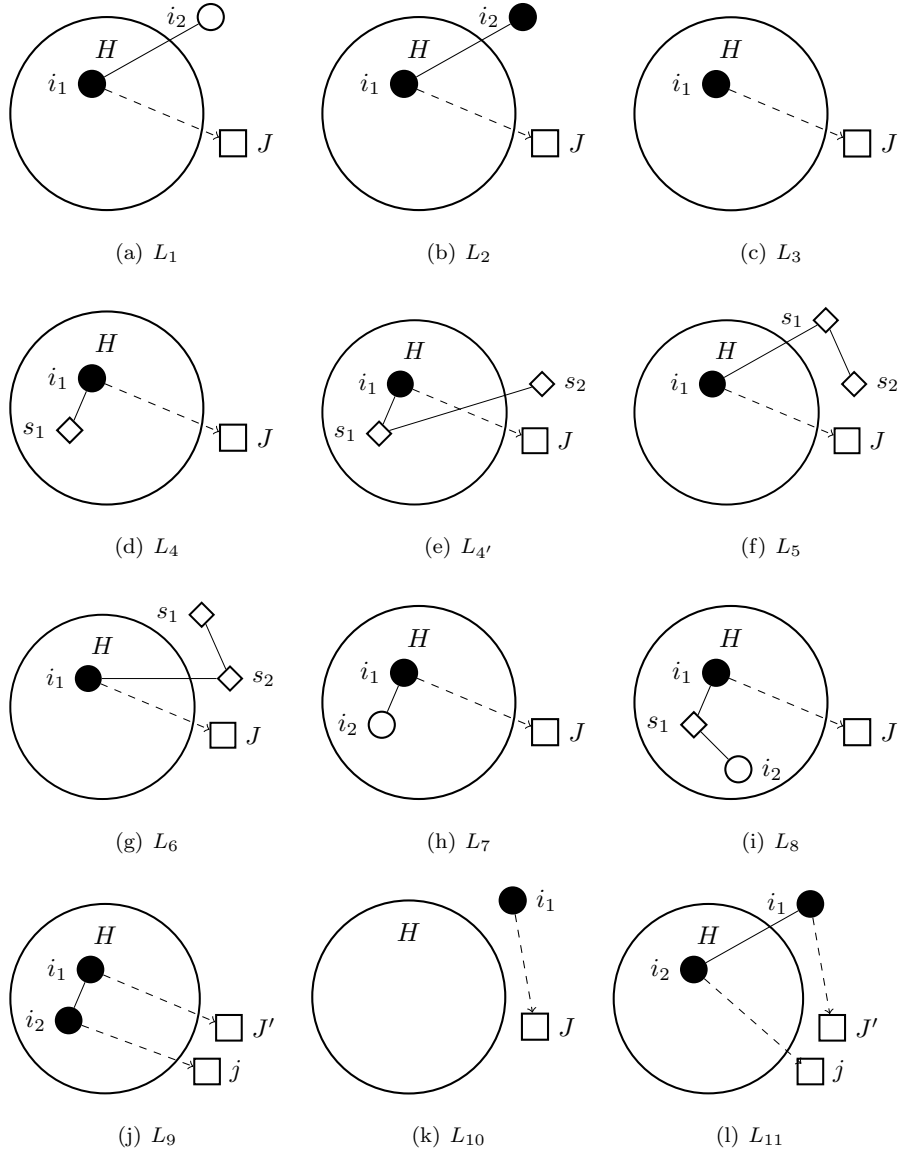 i₂ i₂
H H H
i₁ i₁ i₁
J J J
(a) L₁ (b) L₂ (c) L₃
s₁
H H H
i₁ i₁ s₂ i₁ s₂
s₁ J s₁ J J
(d) L₄ (e) L₄′ (f) L₅
s₁
H H H
i₁ s₂ i₁ i₁
J i₂ J s₁ J
i₂
(g) L₆ (h) L₇ (i) L₈
i₁ i₁
H H H
i₁ i₂
i₂ J′ J J′
j j
(j) L₉ (k) L₁₀ (l) L₁₁